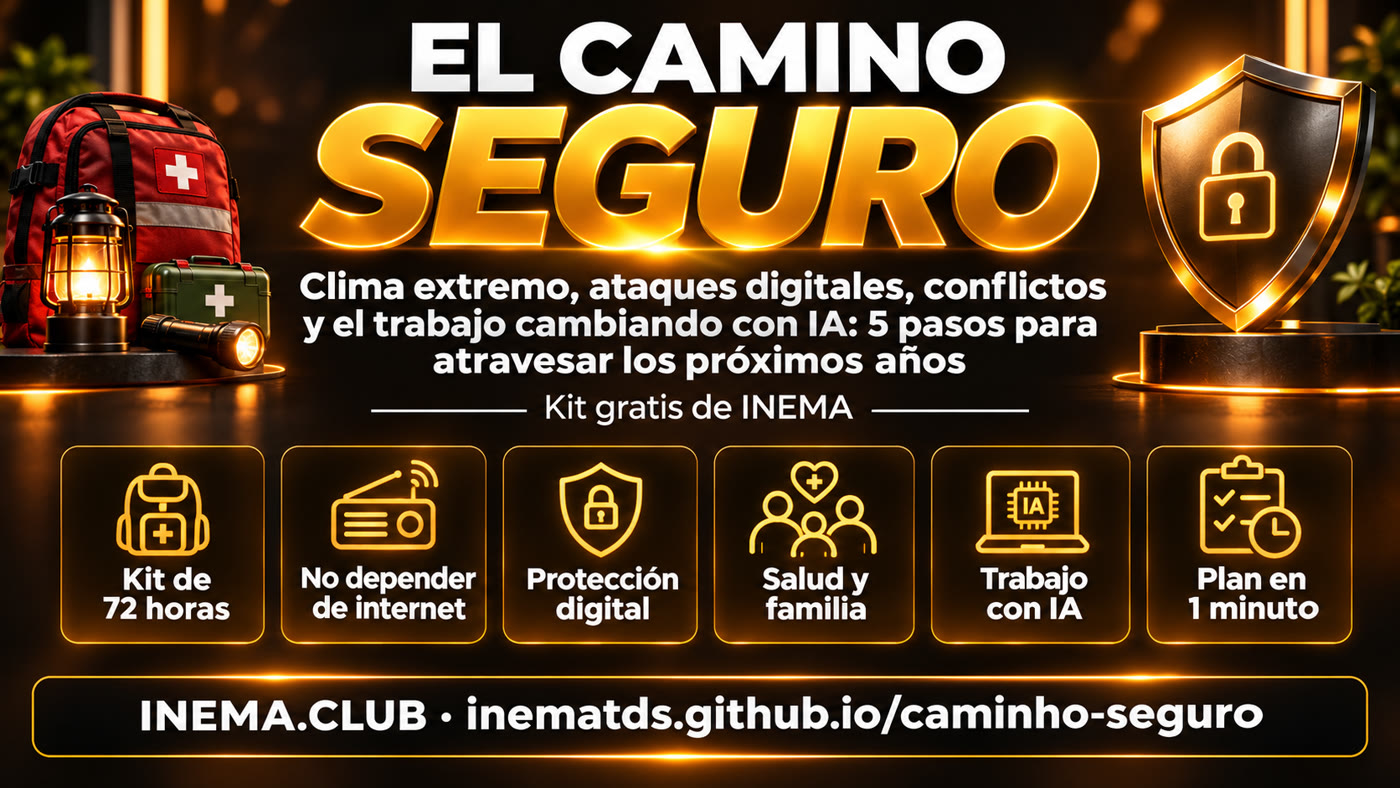 EL CAMINO
SEGURO
Clima extremo, ataques digitales, conflictos
y el trabajo cambiando con IA: 5 pasos para
atravesar los próximos años
Kit gratis de INEMA
Kit de
72 horas
No depender
de internet
Protección
digital
Salud y
familia
IA
Trabajo
con IA
Plan en
1 minuto
INEMA.CLUB • inematds.github.io/caminho-seguro